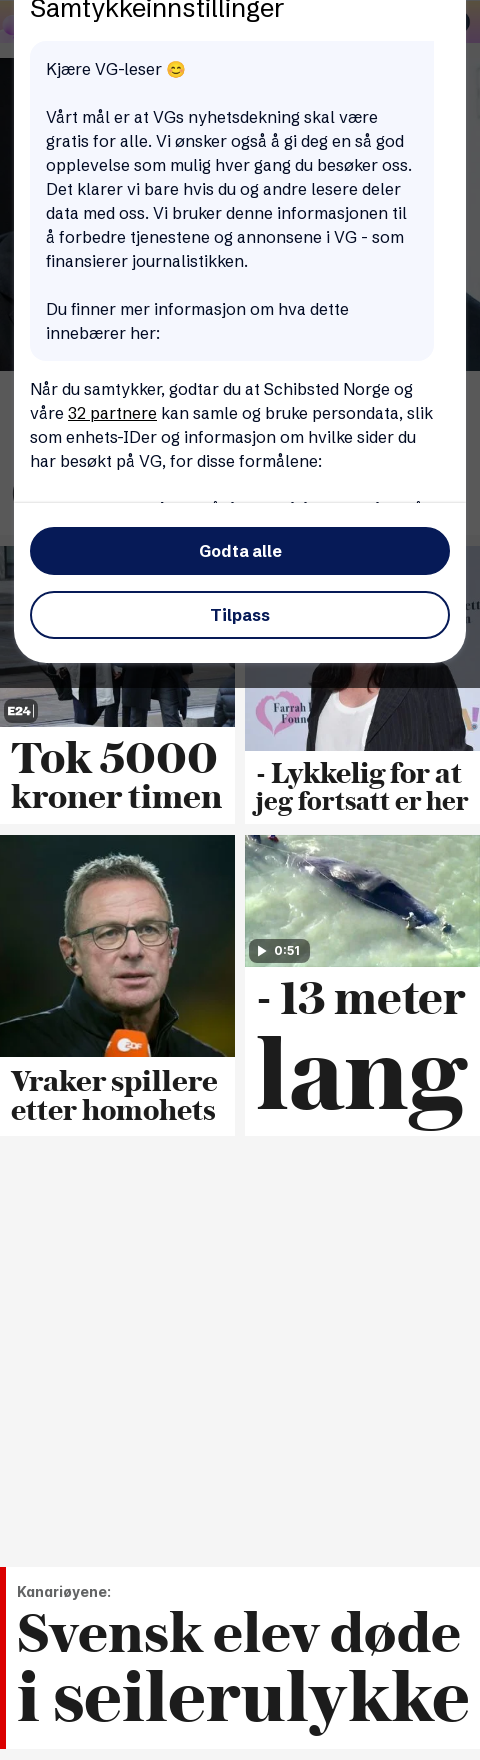 Samtykkeinnstillinger
Kjære VG-leser 😊
Vårt mål er at VGs nyhetsdekning skal være
gratis for alle. Vi ønsker også å gi deg en så god
opplevelse som mulig hver gang du besøker oss.
Det klarer vi bare hvis du og andre lesere deler
data med oss. Vi bruker denne informasjonen til
å forbedre tjenestene og annonsene i VG - som
finansierer journalistikken.
Du finner mer informasjon om hva dette
innebærer her:
Når du samtykker, godtar du at Schibsted Norge og
våre 32 partnere kan samle og bruke persondata, slik
som enhets-IDer og informasjon om hvilke sider du
har besøkt på VG, for disse formålene:
Godta alle
Tilpass
E24
Tok 5000
kroner timen
Farrah
Foun
- Lykkelig for at
jeg fortsatt er her
ZDF
Vraker spillere
etter homohets
0:51
- 13 meter
lang
Kanariøyene:
Svensk elev døde
i seilerulykke